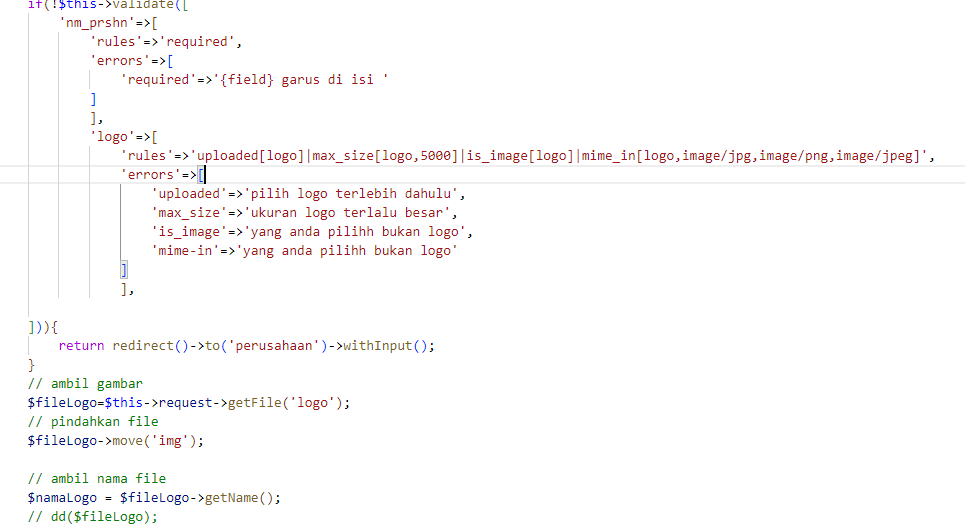 if(!$this->validate([
'nm_prshn'=>[
'rules'=>'required',
'errors'=>[
'required'=>'{field} garus di isi '
]
],
'logo'=>[
'rules'=>'uploaded[logo]|max_size[logo,5000]|is_image[logo]|mime_in[logo,image/jpg,image/png,image/jpeg]',
'errors'=>[
'uploaded'=>'pilih logo terlebih dahulu',
'max_size'=>'ukuran logo terlalu besar',
'is_image'=>'yang anda pilihh bukan logo',
'mime-in'=>'yang anda pilihh bukan logo'
]
],
])){
return redirect()->to('perusahaan')->withInput();
}
// ambil gambar
$fileLogo=$this->request->getFile('logo');
// pindahkan file
$fileLogo->move('img');
// ambil nama file
$namaLogo = $fileLogo->getName();
// dd($fileLogo);